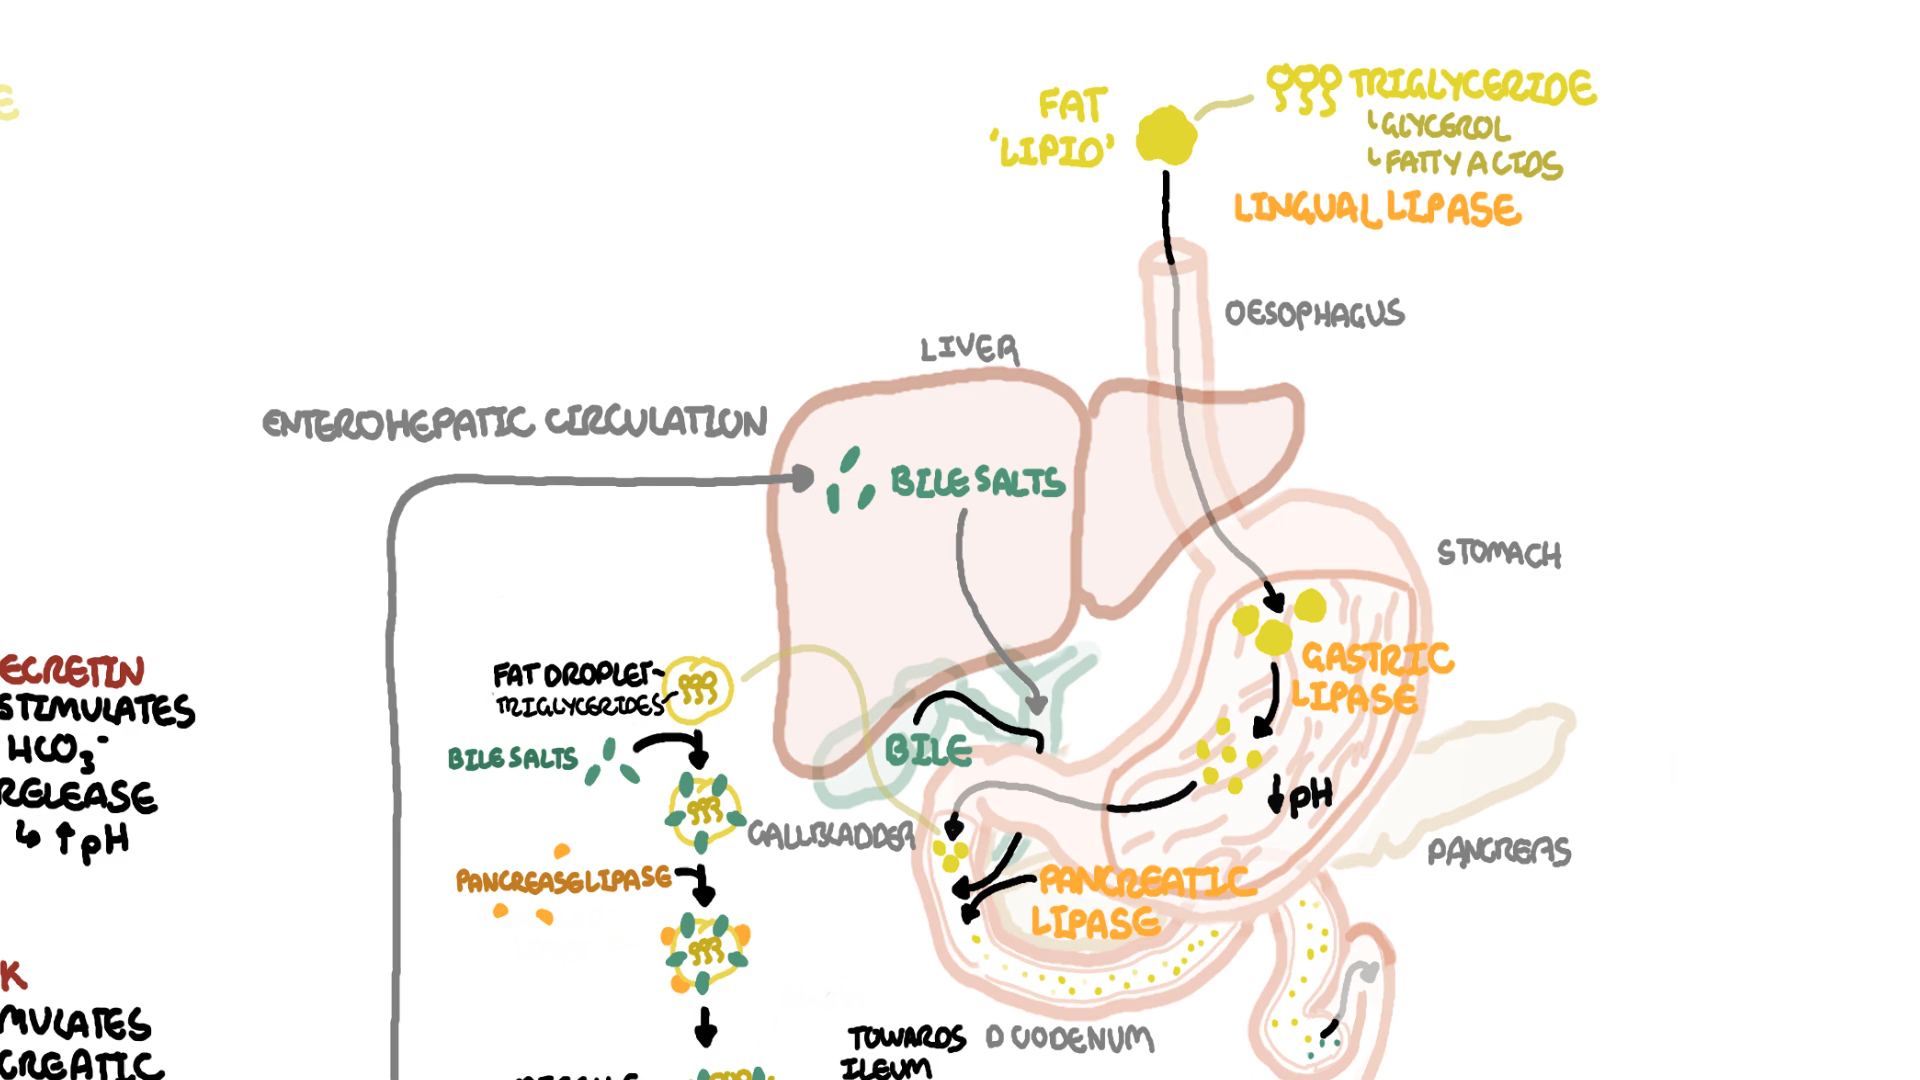 FAT
'LIPID'
TRIGLYCERIDE
↳GLYCEROL
↳FATTY ACIDS
LINGUAL LIPASE
OESOPHAGUS
LIVER
ENTEROHEPATIC CIRCULATION
BILE SALTS
STOMACH
GASTRIC
LIPASE
↓pH
PANCREAS
BILE
GALLBLADDER
PANCREATIC
LIPASE
DUODENUM
TOWARDS
ILEUM
FAT DROPLET
TRIGLYCERIDES
BILE SALTS
PANCREASE LIPASE
ECRETIN
STIMULATES
HCO₃⁻
RELEASE
↳ ↑pH
K
MULATES
CREATIC